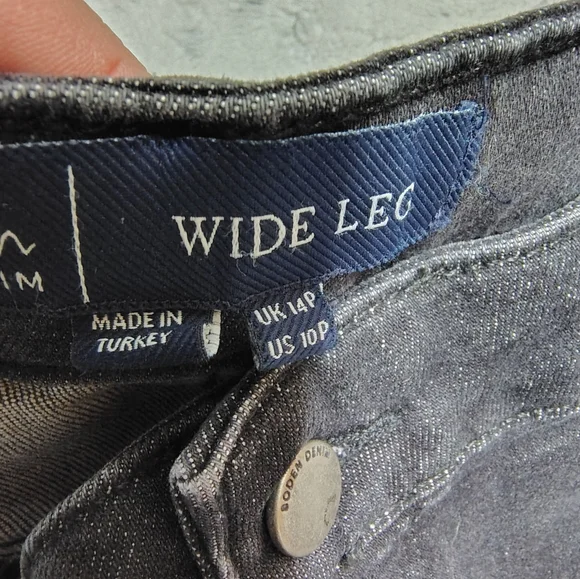 WIDE LEG
MADE IN
TURKEY
UK 14P
US 10P
BODEN DENIM